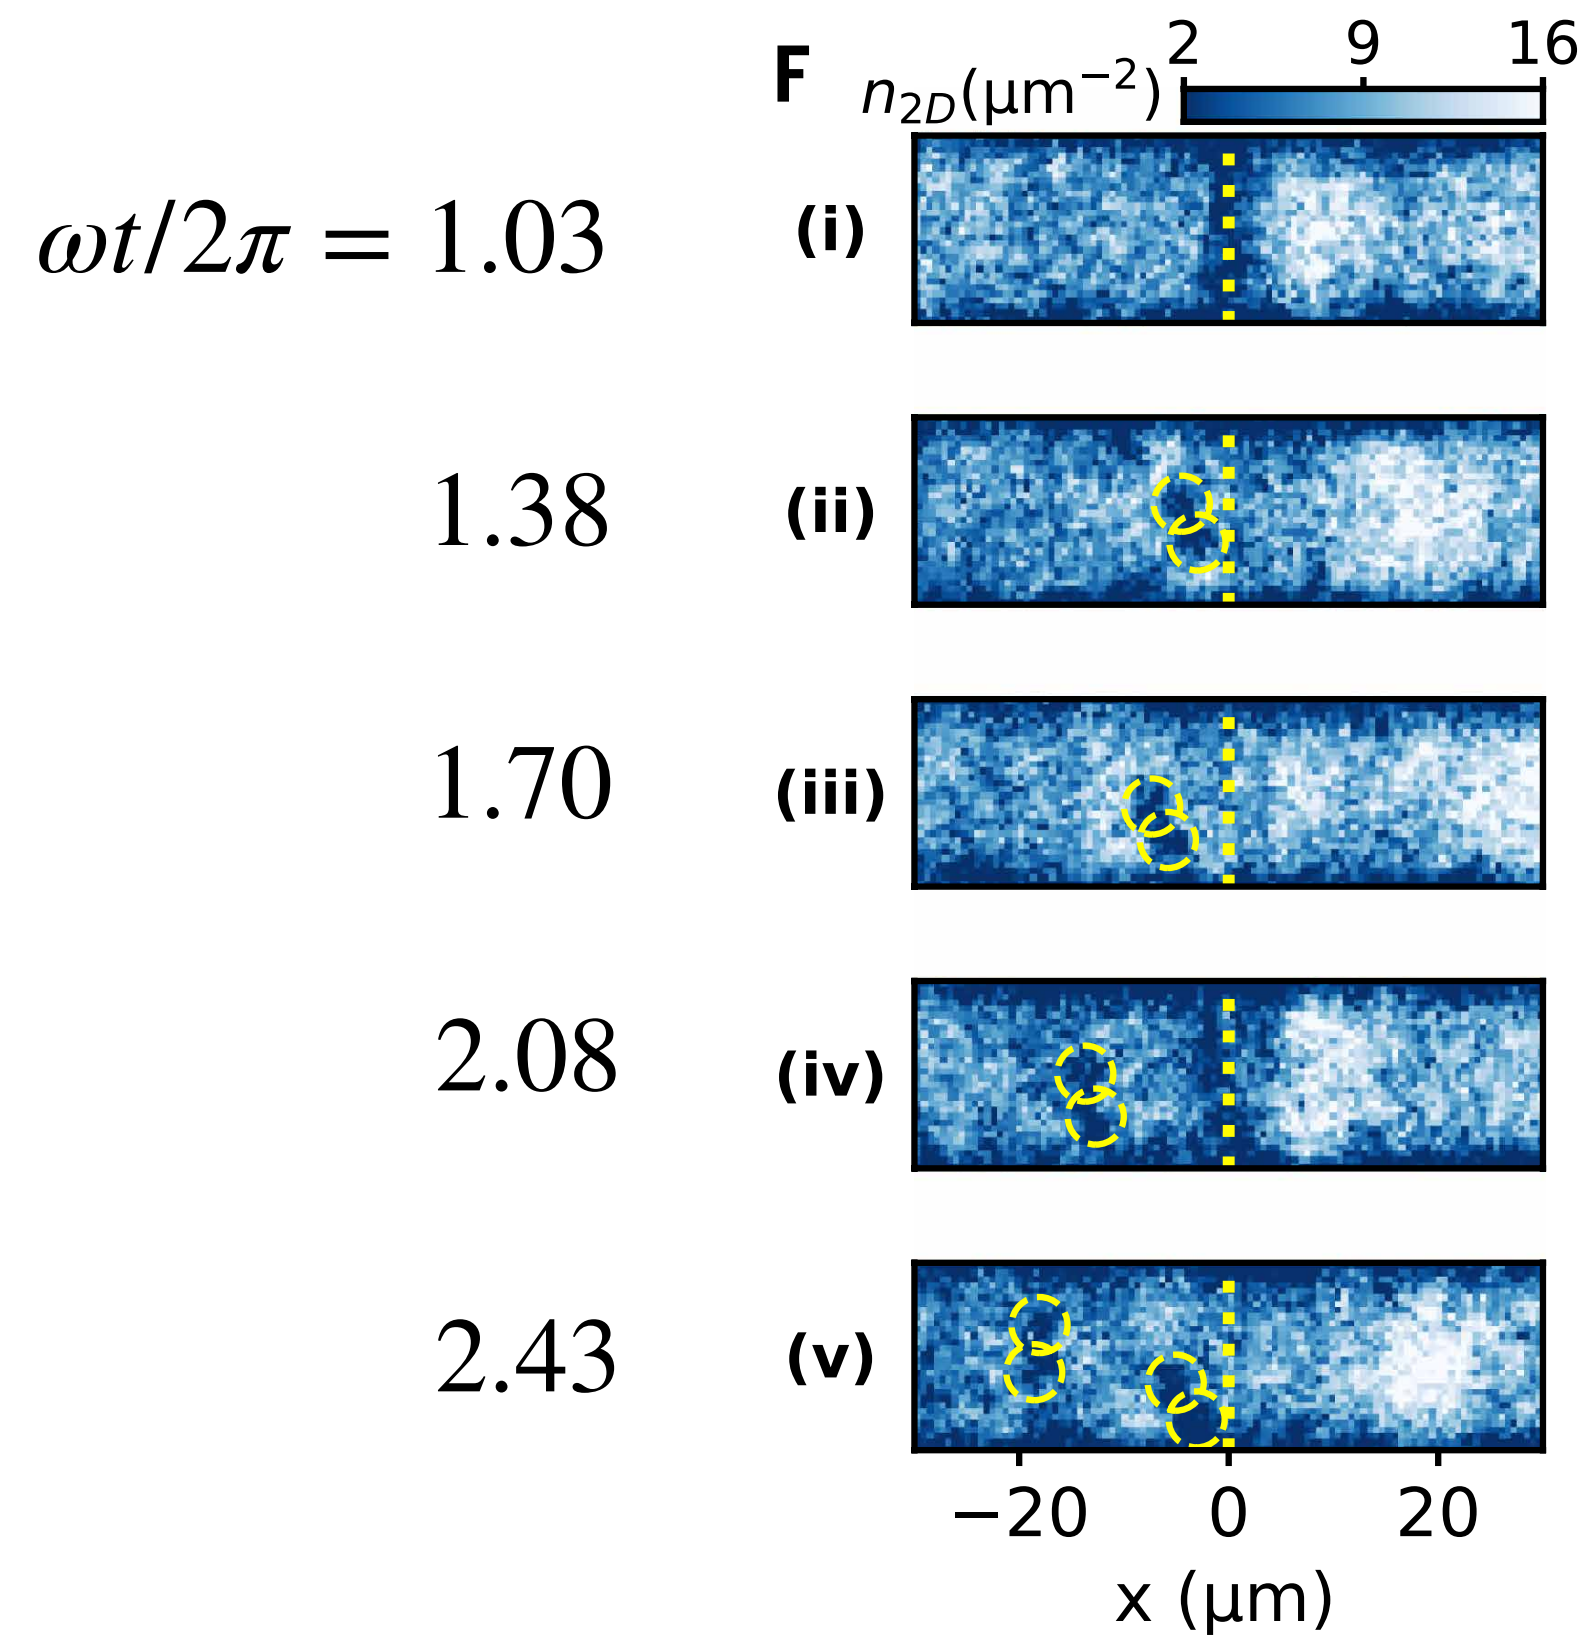 F
2 9 16
n₂D(μm⁻²)
ωt/2π = 1.03 (i)
1.38 (ii)
1.70 (iii)
2.08 (iv)
2.43 (v)
−20 0 20
x (μm)